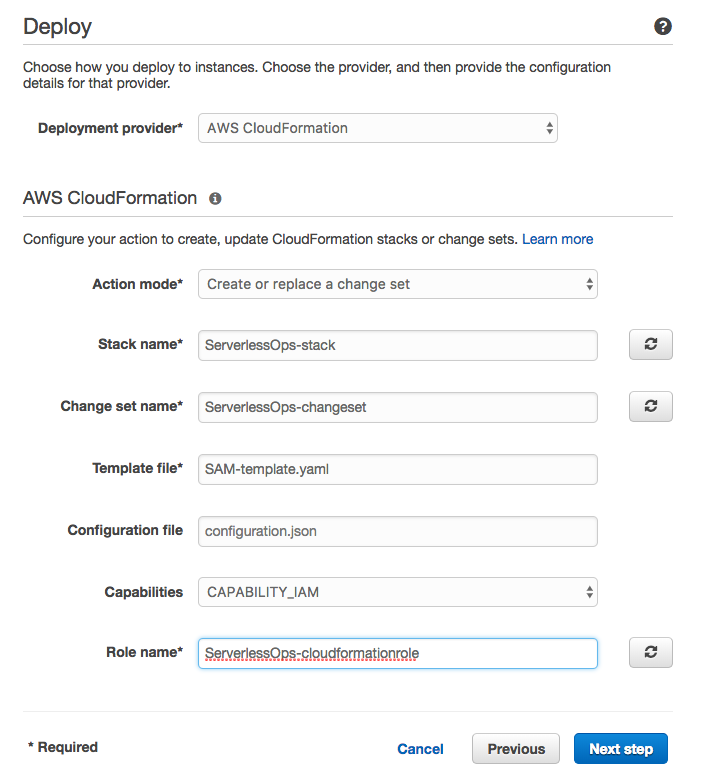 Deploy
?
Choose how you deploy to instances. Choose the provider, and then provide the configuration
details for that provider.
Deployment provider*
AWS CloudFormation
AWS CloudFormation i
Configure your action to create, update CloudFormation stacks or change sets. Learn more
Action mode*
Create or replace a change set
Stack name*
ServerlessOps-stack
Change set name*
ServerlessOps-changeset
Template file*
SAM-template.yaml
Configuration file
configuration.json
Capabilities
CAPABILITY_IAM
Role name*
ServerlessOps-cloudformationrole
* Required
Cancel
Previous
Next step